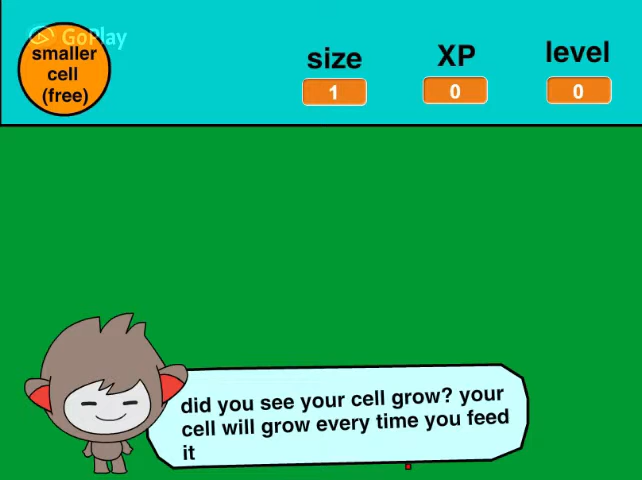 GoPlay
smaller
cell
(free)
size
XP
level
1
0
0
did you see your cell grow? your
cell will grow every time you feed
it